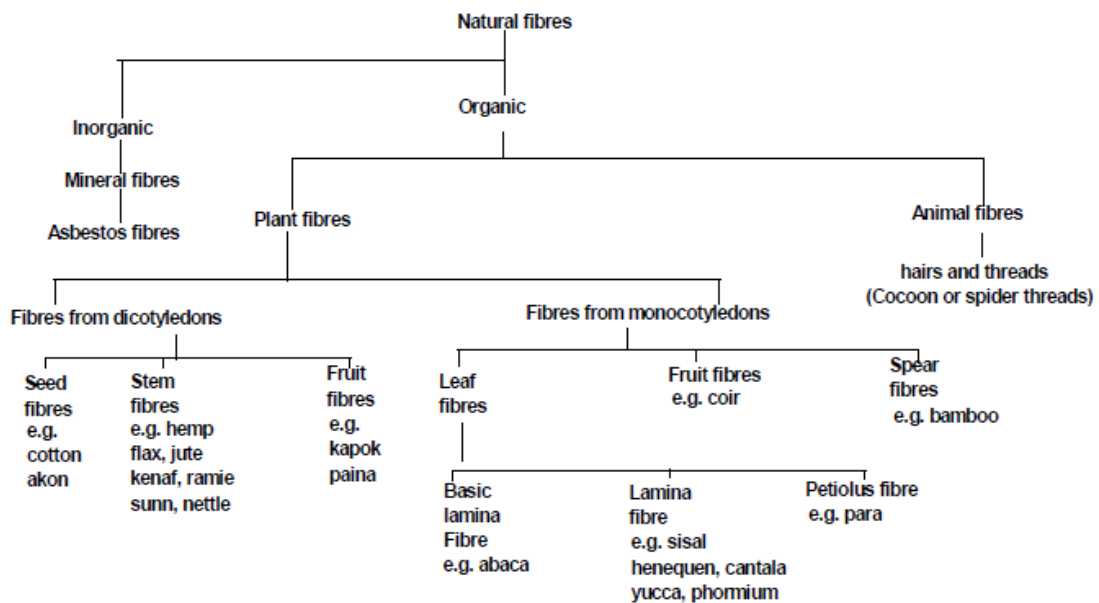 Natural fibres
Inorganic
Mineral fibres
Asbestos fibres
Organic
Plant fibres
Animal fibres
hairs and threads
(Cocoon or spider threads)
Fibres from dicotyledons
Seed
fibres
e.g.
cotton
akon
Stem
fibres
e.g. hemp
flax, jute
kenaf, ramie
sunn, nettle
Fruit
fibres
e.g.
kapok
paina
Fibres from monocotyledons
Leaf
fibres
Fruit fibres
e.g. coir
Spear
fibres
e.g. bamboo
Basic
lamina
Fibre
e.g. abaca
Lamina
fibre
e.g. sisal
henequen, cantala
yucca, phormium
Petiolus fibre
e.g. para